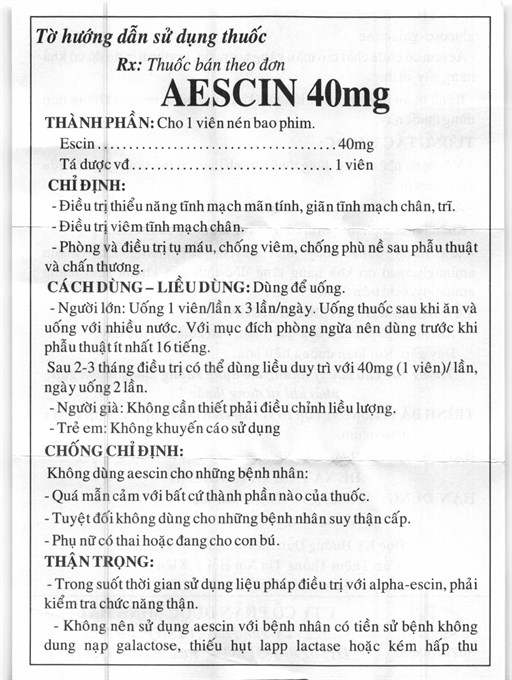 Tờ hướng dẫn sử dụng thuốc
Rx: Thuốc bán theo đơn
AESCIN 40mg
THÀNH PHẦN: Cho 1 viên nén bao phim.
Escin.....................................40mg
Tá dược vđ.................................1 viên
CHỈ ĐỊNH:
- Điều trị thiểu năng tĩnh mạch mãn tính, giãn tĩnh mạch chân, trĩ.
- Điều trị viêm tĩnh mạch chân.
- Phòng và điều trị tụ máu, chống viêm, chống phù nề sau phẫu thuật
và chấn thương.
CÁCH DÙNG – LIỀU DÙNG: Dùng để uống.
- Người lớn: Uống 1 viên/lần x 3 lần/ngày. Uống thuốc sau khi ăn và
uống với nhiều nước. Với mục đích phòng ngừa nên dùng trước khi
phẫu thuật ít nhất 16 tiếng.
Sau 2-3 tháng điều trị có thể dùng liều duy trì với 40mg (1 viên)/ lần,
ngày uống 2 lần.
- Người già: Không cần thiết phải điều chỉnh liều lượng.
- Trẻ em: Không khuyến cáo sử dụng
CHỐNG CHỈ ĐỊNH:
Không dùng aescin cho những bệnh nhân:
- Quá mẫn cảm với bất cứ thành phần nào của thuốc.
- Tuyệt đối không dùng cho những bệnh nhân suy thận cấp.
- Phụ nữ có thai hoặc đang cho con bú.
THẬN TRỌNG:
- Trong suốt thời gian sử dụng liệu pháp điều trị với alpha-escin, phải
kiểm tra chức năng thận.
- Không nên sử dụng aescin với bệnh nhân có tiền sử bệnh không
dung nạp galactose, thiếu hụt lapp lactase hoặc kém hấp thu